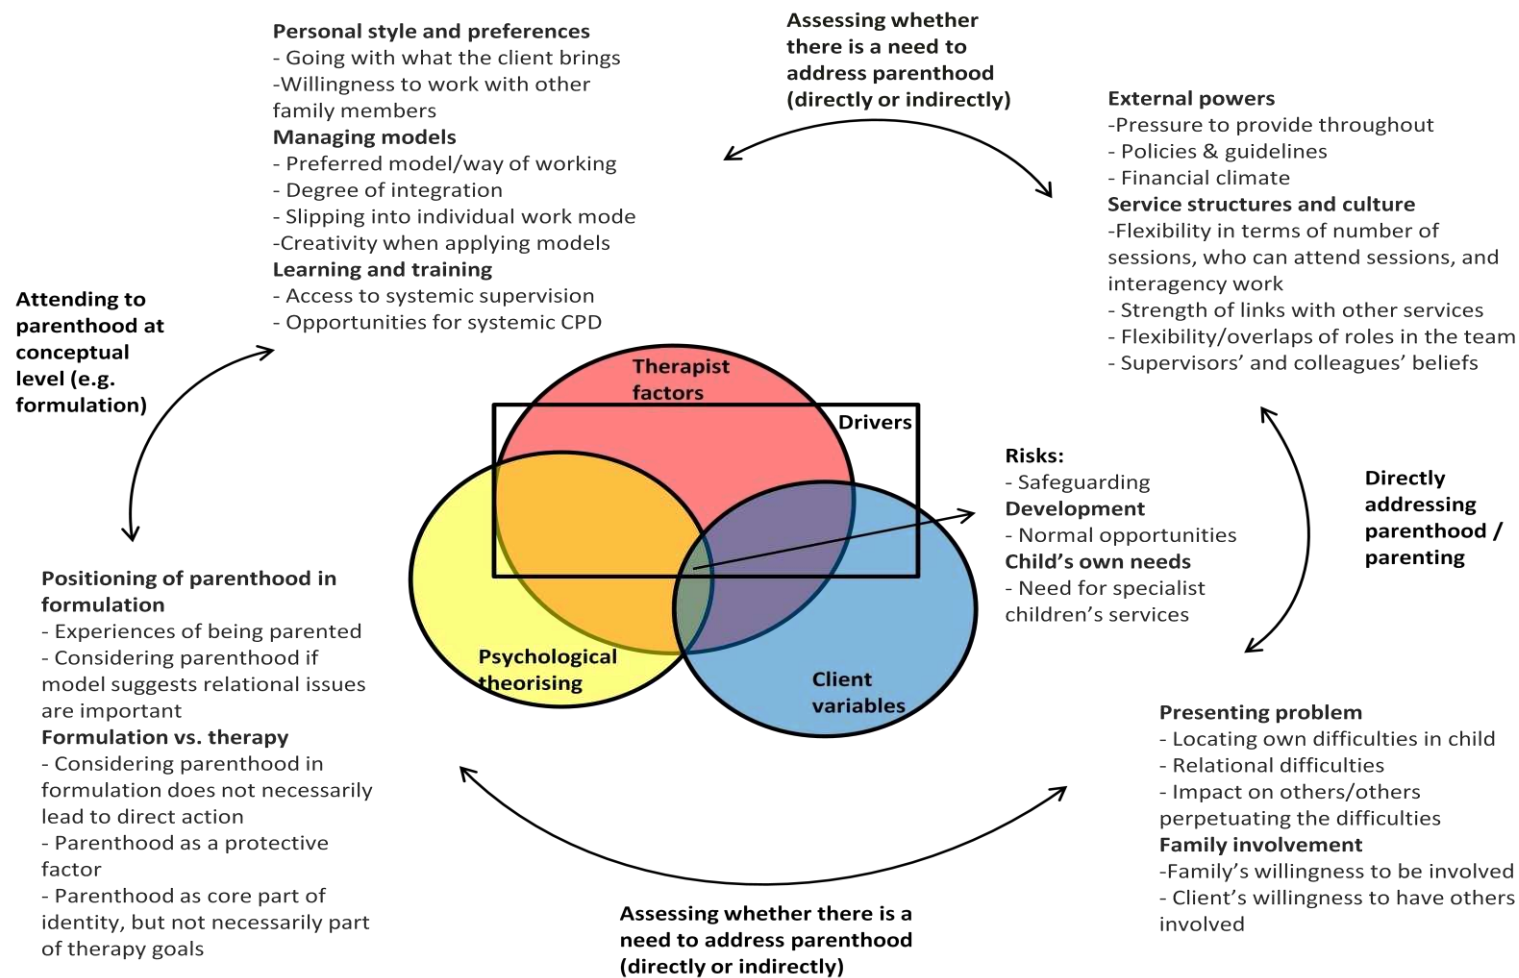 Personal style and preferences
- Going with what the client brings
-Willingness to work with other
family members
Managing models
- Preferred model/way of working
- Degree of integration
- Slipping into individual work mode
-Creativity when applying models
Learning and training
- Access to systemic supervision
- Opportunities for systemic CPD
Assessing whether
there is a need to
address parenthood
(directly or indirectly)
External powers
-Pressure to provide throughout
- Policies & guidelines
- Financial climate
Service structures and culture
-Flexibility in terms of number of
sessions, who can attend sessions, and
interagency work
- Strength of links with other services
- Flexibility/overlaps of roles in the team
- Supervisors' and colleagues' beliefs
Attending to
parenthood at
conceptual
level (e.g.
formulation)
Therapist
factors
Drivers
Psychological
theorising
Client
variables
Risks:
- Safeguarding
Development
- Normal opportunities
Child's own needs
- Need for specialist
children's services
Directly
addressing
parenthood /
parenting
Positioning of parenthood in
formulation
- Experiences of being parented
- Considering parenthood if
model suggests relational issues
are important
Formulation vs. therapy
- Considering parenthood in
formulation does not necessarily
lead to direct action
- Parenthood as a protective
factor
- Parenthood as core part of
identity, but not necessarily part
of therapy goals
Presenting problem
- Locating own difficulties in child
- Relational difficulties
- Impact on others/others
perpetuating the difficulties
Family involvement
-Family's willingness to be involved
- Client's willingness to have others
involved
Assessing whether there is a
need to address parenthood
(directly or indirectly)